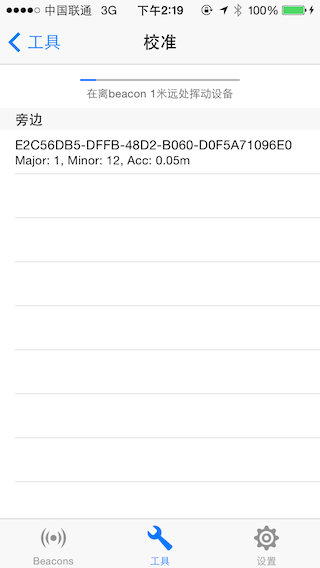 中国联通 3G 下午2:19 100%
工具 校准
在离beacon 1米远处挥动设备
旁边
E2C56DB5-DFFB-48D2-B060-D0F5A71096E0
Major: 1, Minor: 12, Acc: 0.05m
Beacons 工具 设置